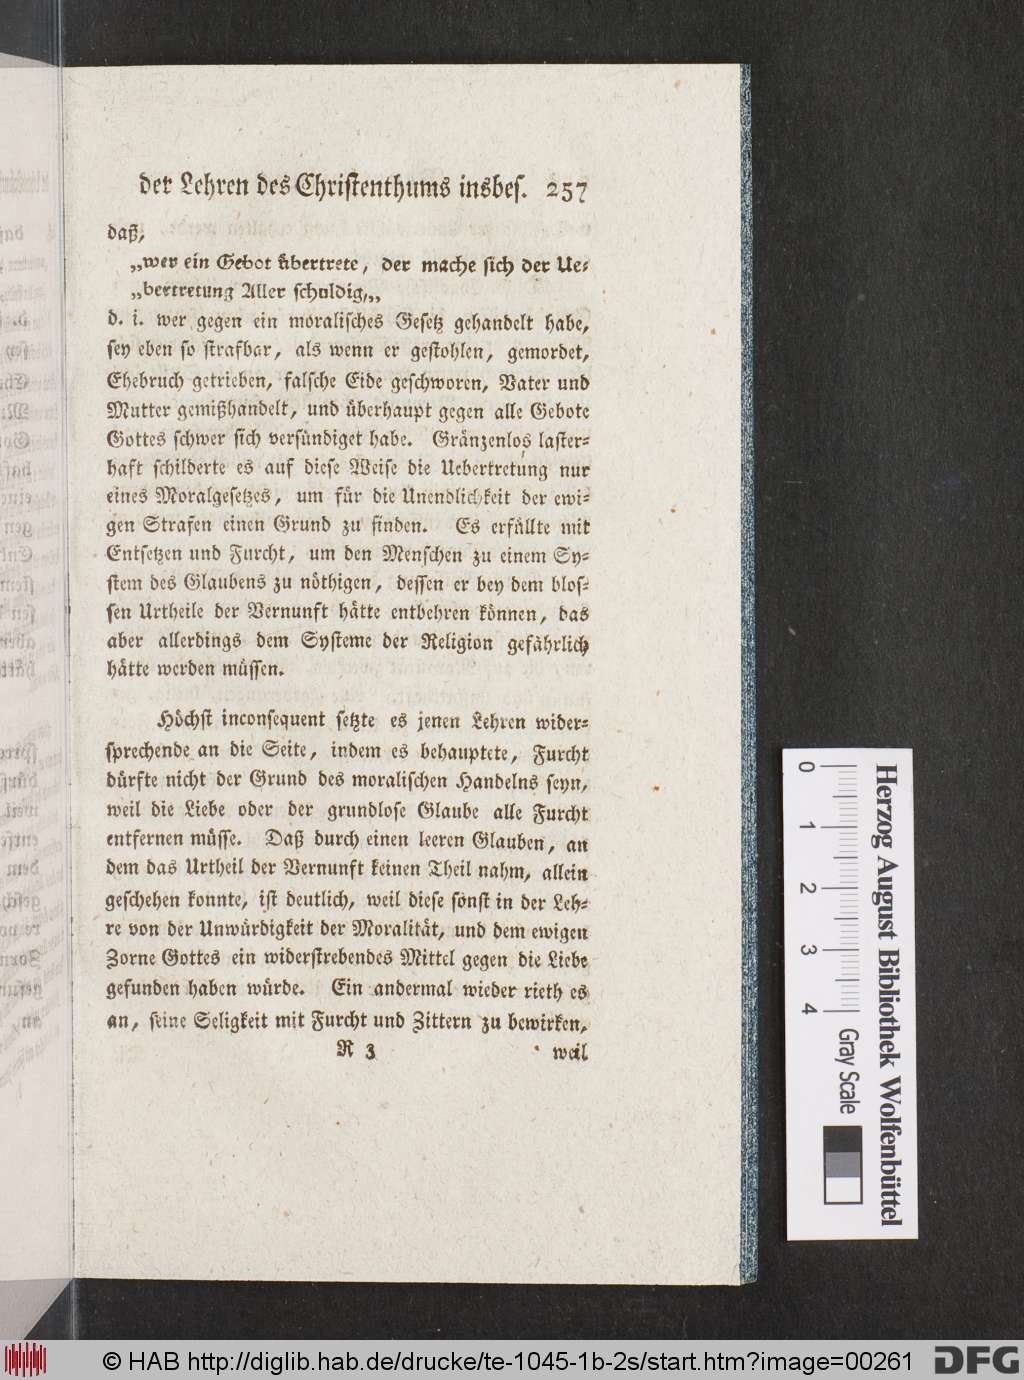 der Lehren des Christenthums insbes. 257
daß,
„wer ein Gebot übertrete, der mache sich der Ue-
„bertretung Aller schuldig,„
d. i. wer gegen ein moralisches Gesetz gehandelt habe,
sey eben so strafbar, als wenn er gestohlen, gemordet,
Ehebruch getrieben, falsche Eide geschworen, Vater und
Mutter gemißhandelt, und überhaupt gegen alle Gebote
Gottes schwer sich versündiget habe. Gränzenlos laster-
haft schilderte es auf diese Weise die Uebertretung nur
eines Moralgesetzes, um für die Unendlichkeit der ewi-
gen Strafen einen Grund zu finden. Es erfüllte mit
Entsetzen und Furcht, um den Menschen zu einem Sy-
stem des Glaubens zu nöthigen, dessen er bey dem blos-
sen Urtheile der Vernunft hätte entbehren können, das
aber allerdings dem Systeme der Religion gefährlich
hätte werden müssen.
Höchst inconsequent setzte es jenen Lehren wider-
sprechende an die Seite, indem es behauptete, Furcht
dürfte nicht der Grund des moralischen Handelns seyn,
weil die Liebe oder der grundlose Glaube alle Furcht
entfernen müsse. Daß durch einen leeren Glauben, an
dem das Urtheil der Vernunft keinen Theil nahm, allein
geschehen konnte, ist deutlich, weil diese sonst in der Leh-
re von der Unwürdigkeit der Moralität, und dem ewigen
Zorne Gottes ein widerstrebendes Mittel gegen die Liebe
gefunden haben würde. Ein andermal wieder rieth es
an, seine Seligkeit mit Furcht und Zittern zu bewirken,
R 3 weil
0 1 2 3 4 Gray Scale
Herzog August Bibliothek Wolfenbüttel
© HAB http://diglib.hab.de/drucke/te-1045-1b-2s/start.htm?image=00261
DFG